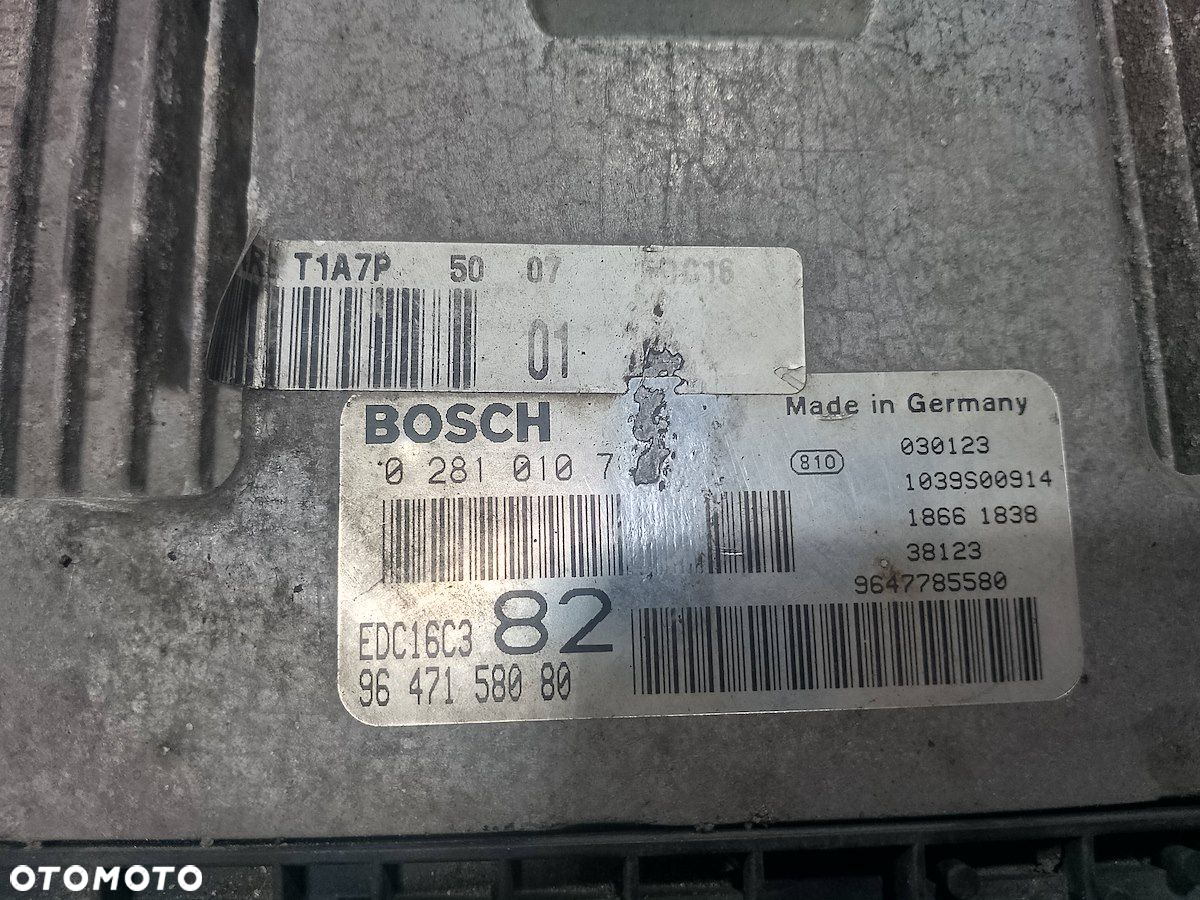 T1A7P 50 07
01
BOSCH
Made in Germany
0 281 010 7
810
030123
1039S00914
1866 1838
38123
9647785580
EDC16C3 82
96 471 580 80
OTOMOTO